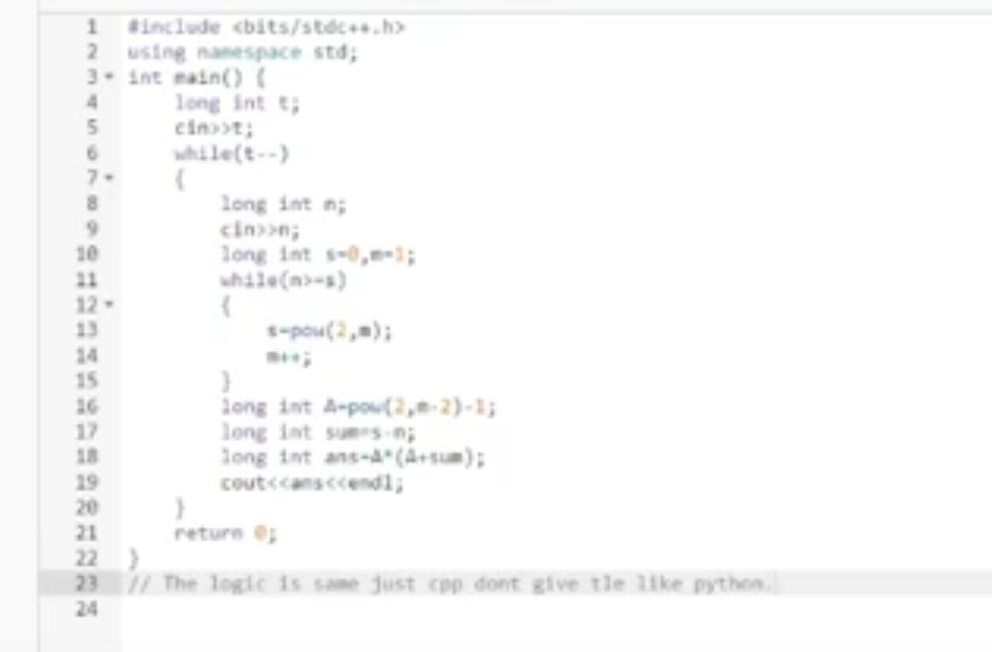 1 #include <bits/stdc++.h>
2 using namespace std;
3 int main() {
4 long int t;
5 cin>>t;
6 while(t--)
7 {
8 long int n;
9 cin>>n;
10 long int s=0,m=1;
11 while(n>=s)
12 {
13 s=pow(2,m);
14 m++;
15 }
16 long int A=pow(2,m-2)-1;
17 long int sum=s-n;
18 long int ans=A*(A+sum);
19 cout<<ans<<endl;
20 }
21 return 0;
22 }
23 // The logic is same just cpp dont give tle like python.
24